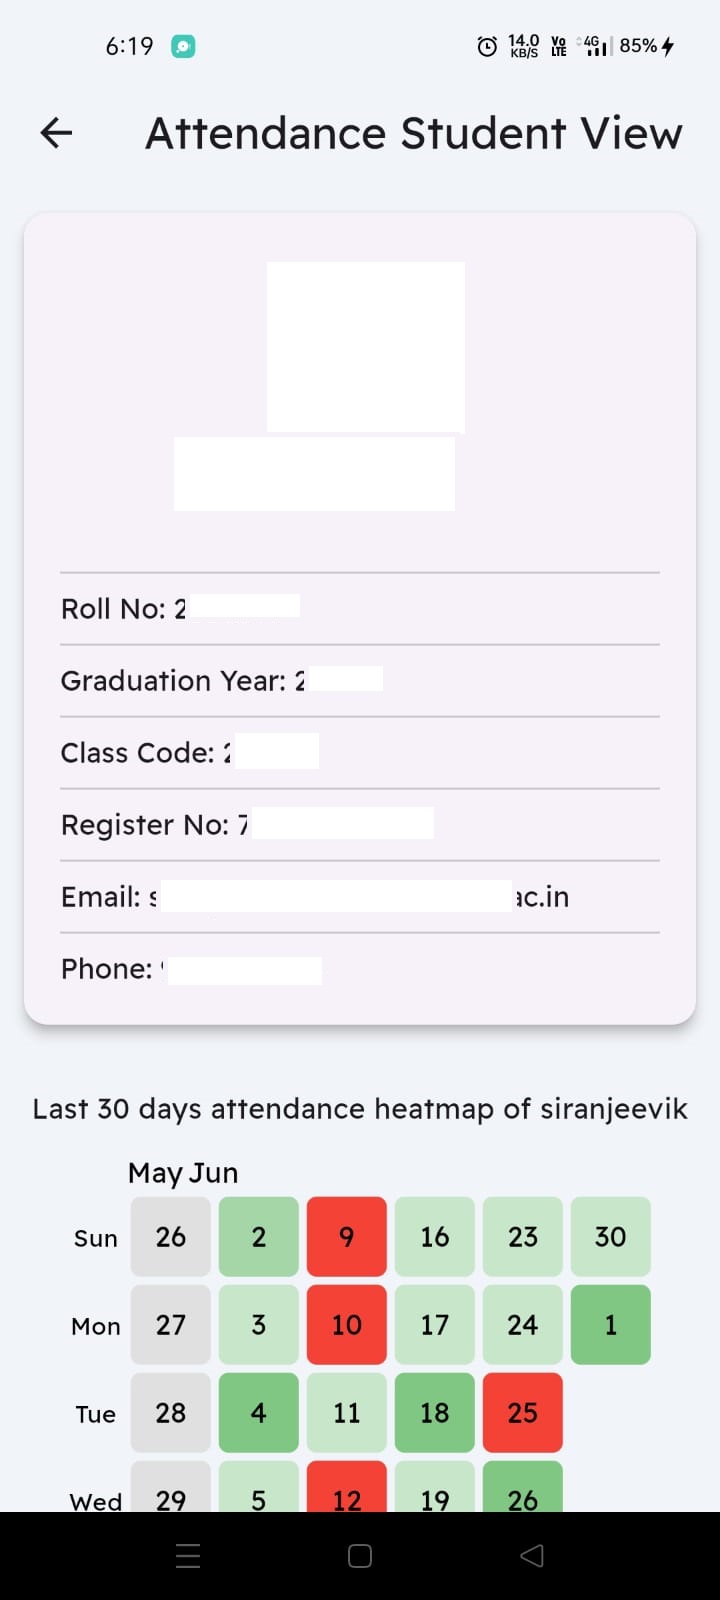 6:19 14.0 KB/S Vo LTE 4G 85%
Attendance Student View
Roll No: 2
Graduation Year: 2
Class Code: 2
Register No: 7
Email: s ac.in
Phone:
Last 30 days attendance heatmap of siranjeevik
May Jun
Sun 26 2 9 16 23 30
Mon 27 3 10 17 24 1
Tue 28 4 11 18 25
Wed 29 5 12 19 26